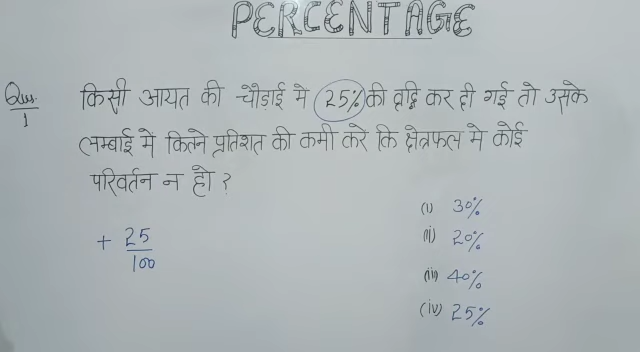 PERCENTAGE
Ques. 1 किसी आयत की चौड़ाई मे 25% की वृद्धि कर दी गई तो उसके
लम्बाई मे कितने प्रतिशत की कमी करे कि क्षेत्रफल मे कोई
परिवर्तन न हो ?
(i) 30%
+ 25/100
(ii) 20%
(iii) 40%
(iv) 25%